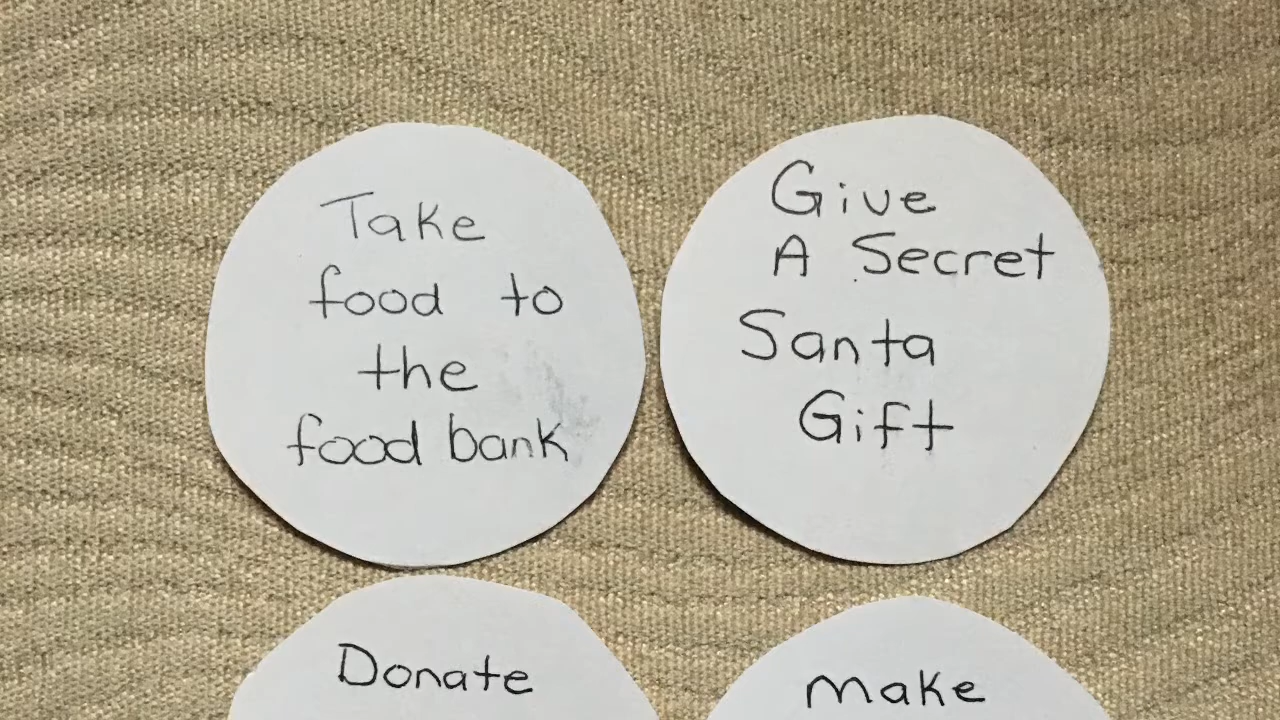 Take
food to
the
food bank
Give
A Secret
Santa
Gift
Donate
make